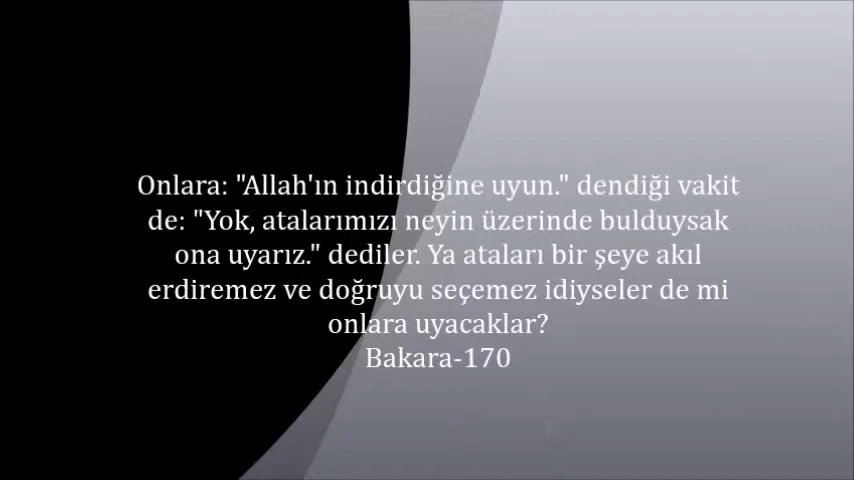 Onlara: "Allah'ın indirdiğine uyun." dendiği vakit
de: "Yok, atalarımızı neyin üzerinde bulduysak
ona uyarız." dediler. Ya ataları bir şeye akıl
erdiremez ve doğruyu seçemez idiyseler de mi
onlara uyacaklar?
Bakara-170